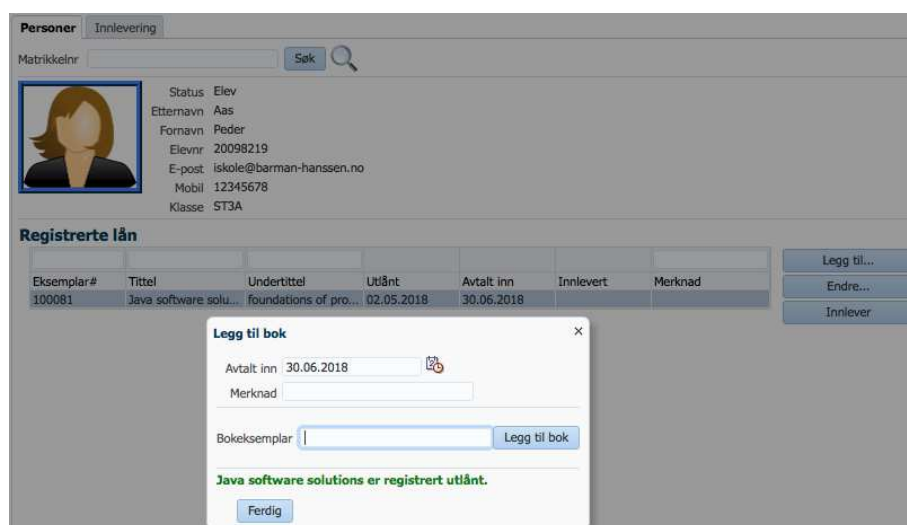 Personer Innlevering
Matrikkelnr Søk
Status Elev
Etternavn Aas
Fornavn Peder
Elevnr 20098219
E-post iskole@barman-hanssen.no
Mobil 12345678
Klasse ST3A
Registrerte lån
Legg til...
Eksemplar# Tittel Undertittel Utlånt Avtalt inn Innlevert Merknad
Endre...
100081 Java software solu... foundations of pro... 02.05.2018 30.06.2018
Innlever
Legg til bok ×
Avtalt inn 30.06.2018
Merknad
Bokeksemplar Legg til bok
Java software solutions er registrert utlånt.
Ferdig